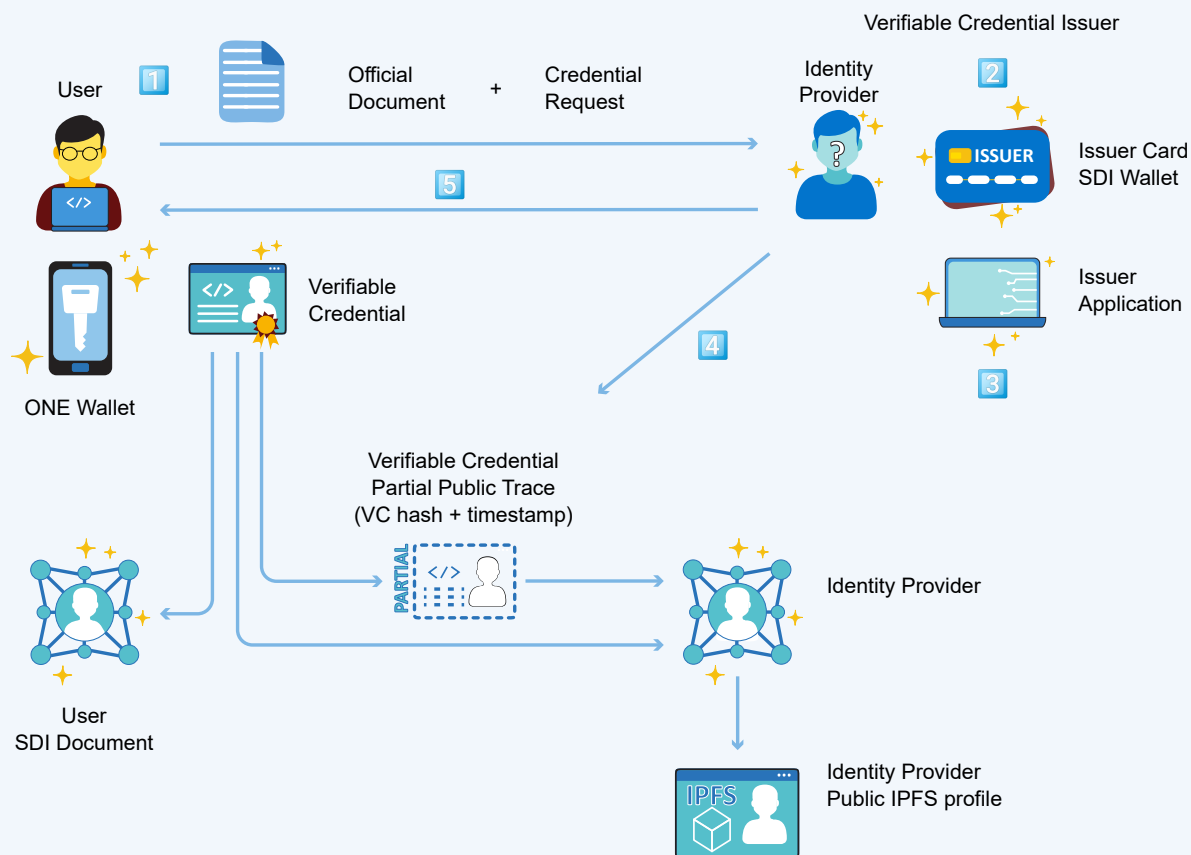 Verifiable Credential Issuer
1
2
User
Official
Document
+
Credential
Request
Identity
Provider
?
ISSUER
Issuer Card
SDI Wallet
5
</>
</>
Verifiable
Credential
Issuer
Application
4
3
ONE Wallet
Verifiable Credential
Partial Public Trace
(VC hash + timestamp)
PARTIAL
</>
Identity Provider
User
SDI Document
Identity Provider
Public IPFS profile
IPFS